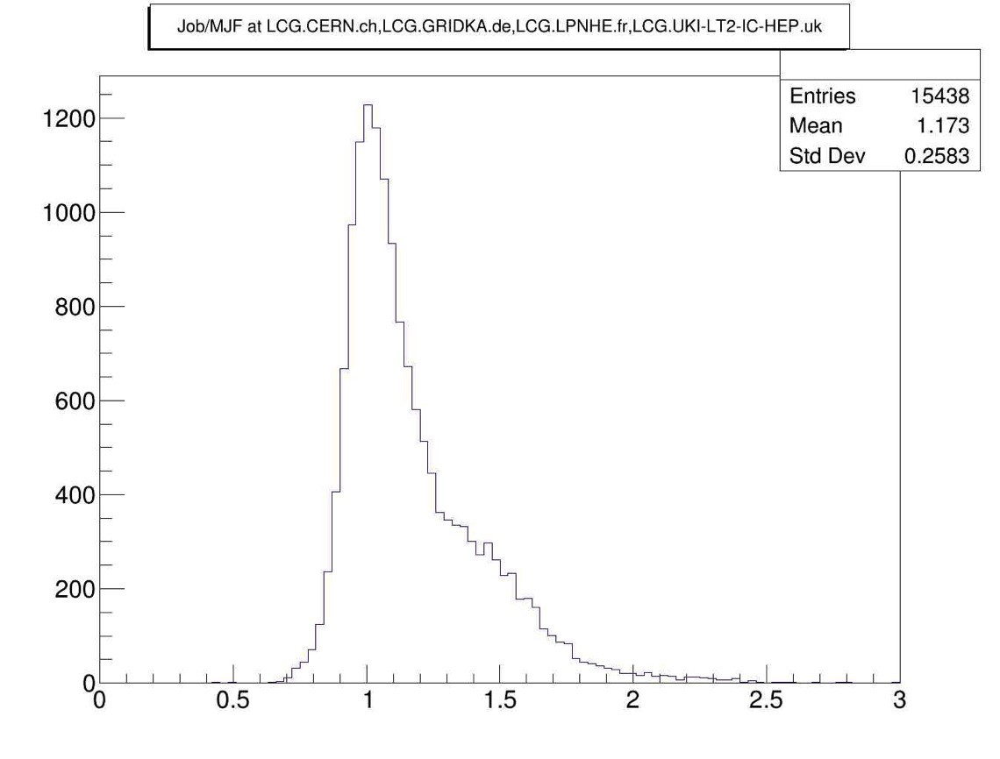 Job/MJF at LCG.CERN.ch,LCG.GRIDKA.de,LCG.LPNHE.fr,LCG.UKI-LT2-IC-HEP.uk
Entries 15438
Mean 1.173
Std Dev 0.2583
1200
1000
800
600
400
200
0
0 0.5 1 1.5 2 2.5 3